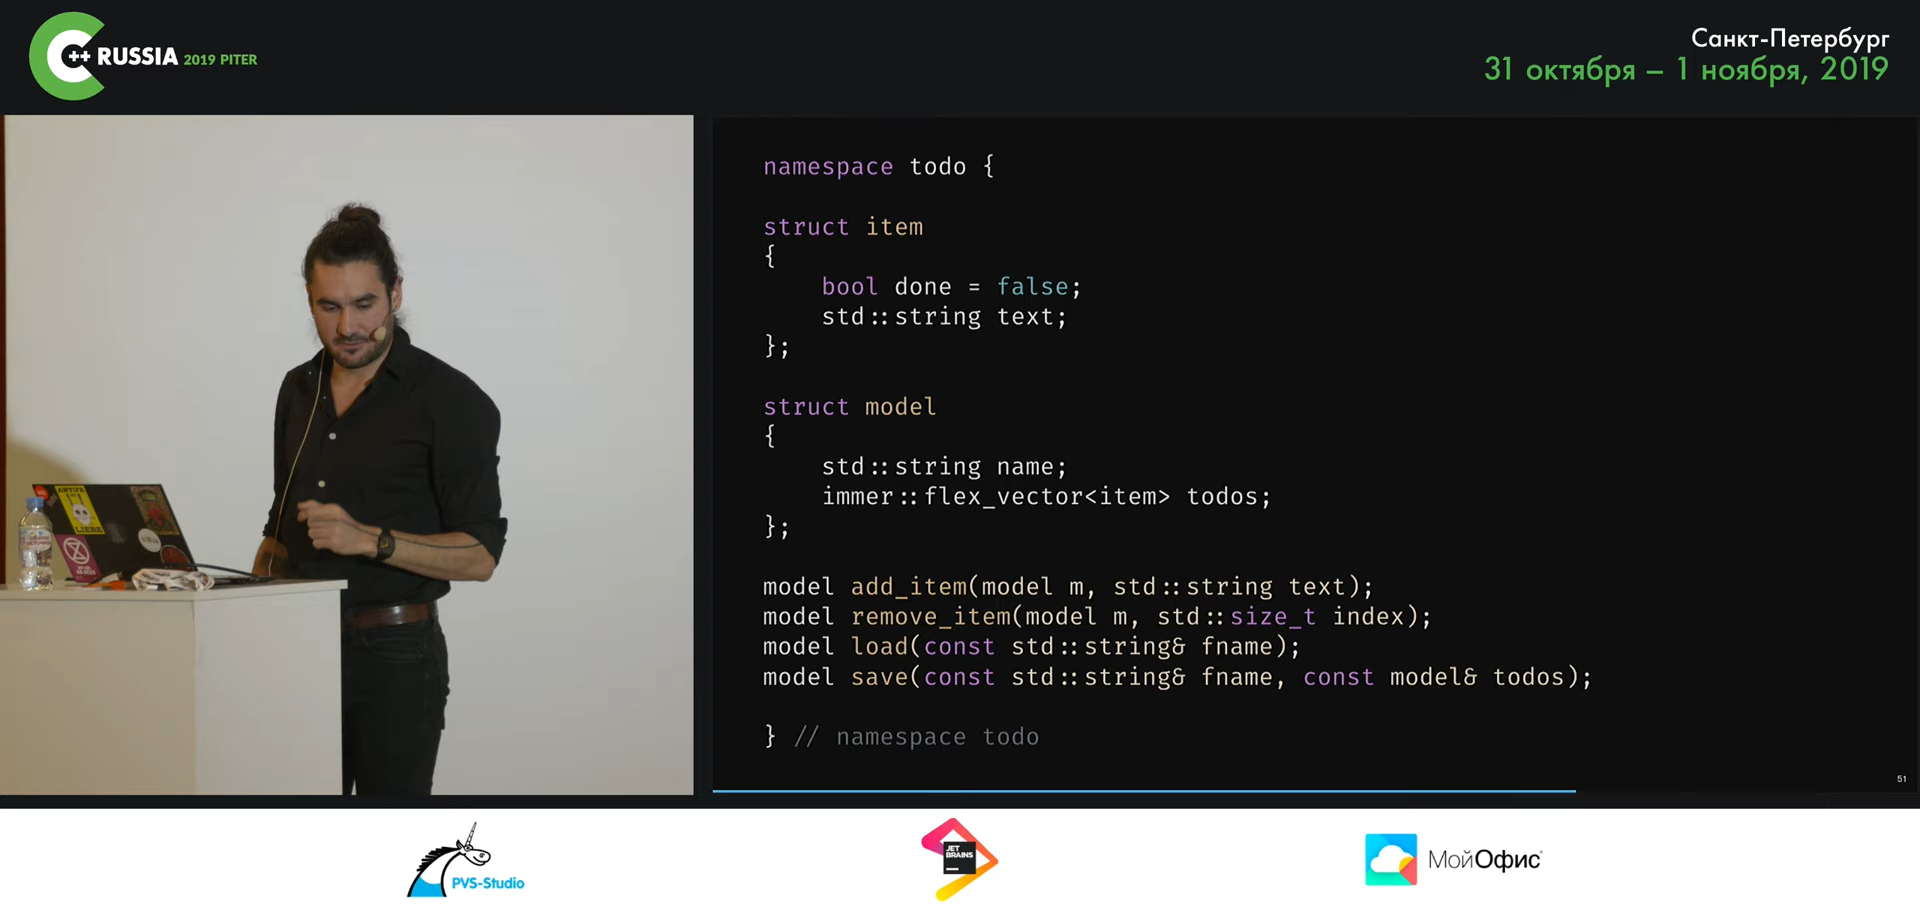 C++ RUSSIA 2019 PITER
Санкт-Петербург
31 октября – 1 ноября, 2019
namespace todo {
struct item
{
bool done = false;
std::string text;
};
struct model
{
std::string name;
immer::flex_vector<item> todos;
};
model add_item(model m, std::string text);
model remove_item(model m, std::size_t index);
model load(const std::string& fname);
model save(const std::string& fname, const model& todos);
} // namespace todo
51
ANTIFA
LIEBE
PVS-Studio
JET
BRAINS
МойОфис